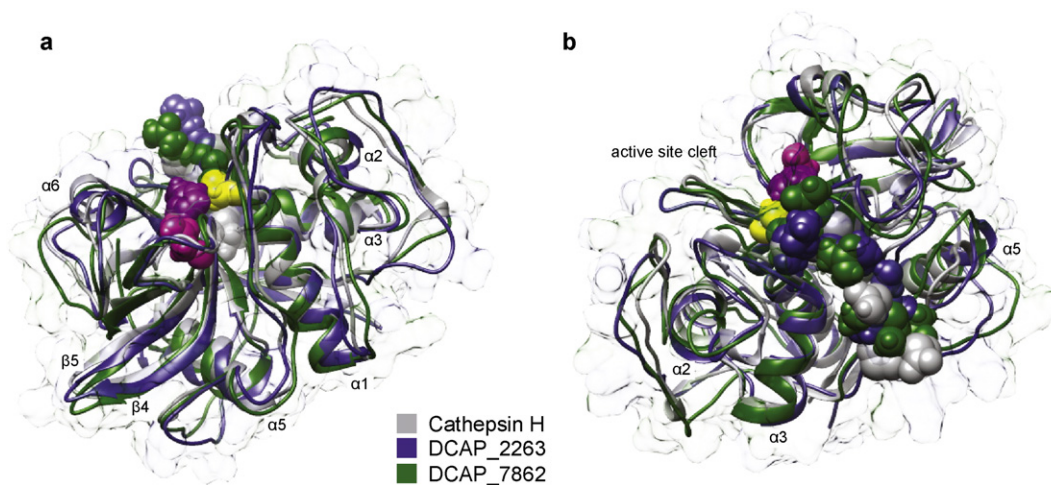 a
α6
α2
α3
β5
β4
α5
α1
Cathepsin H
DCAP_2263
DCAP_7862
b
active site cleft
α5
α2
α3